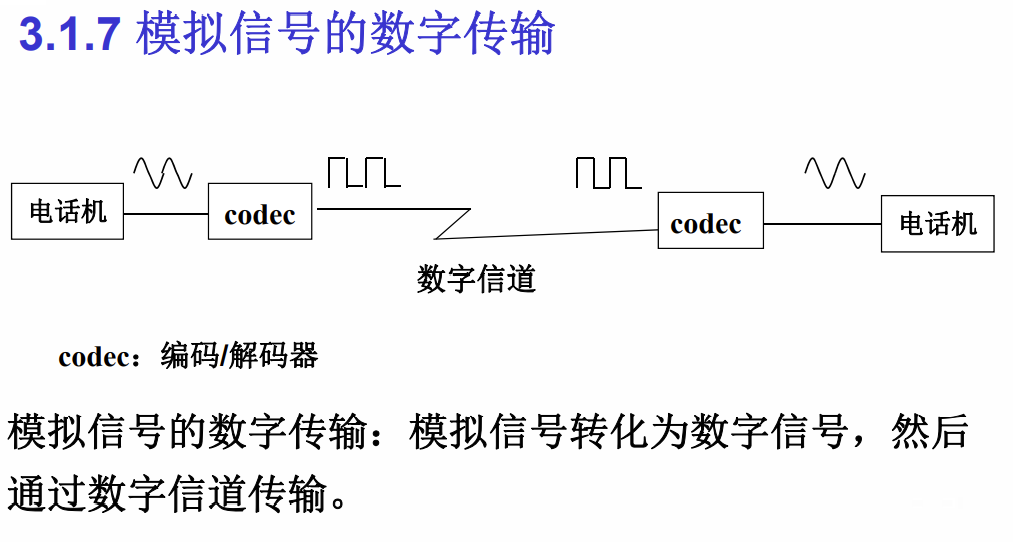 3.1.7 模拟信号的数字传输
电话机
codec
codec
电话机
数字信道
codec：编码/解码器
模拟信号的数字传输：模拟信号转化为数字信号，然后
通过数字信道传输。